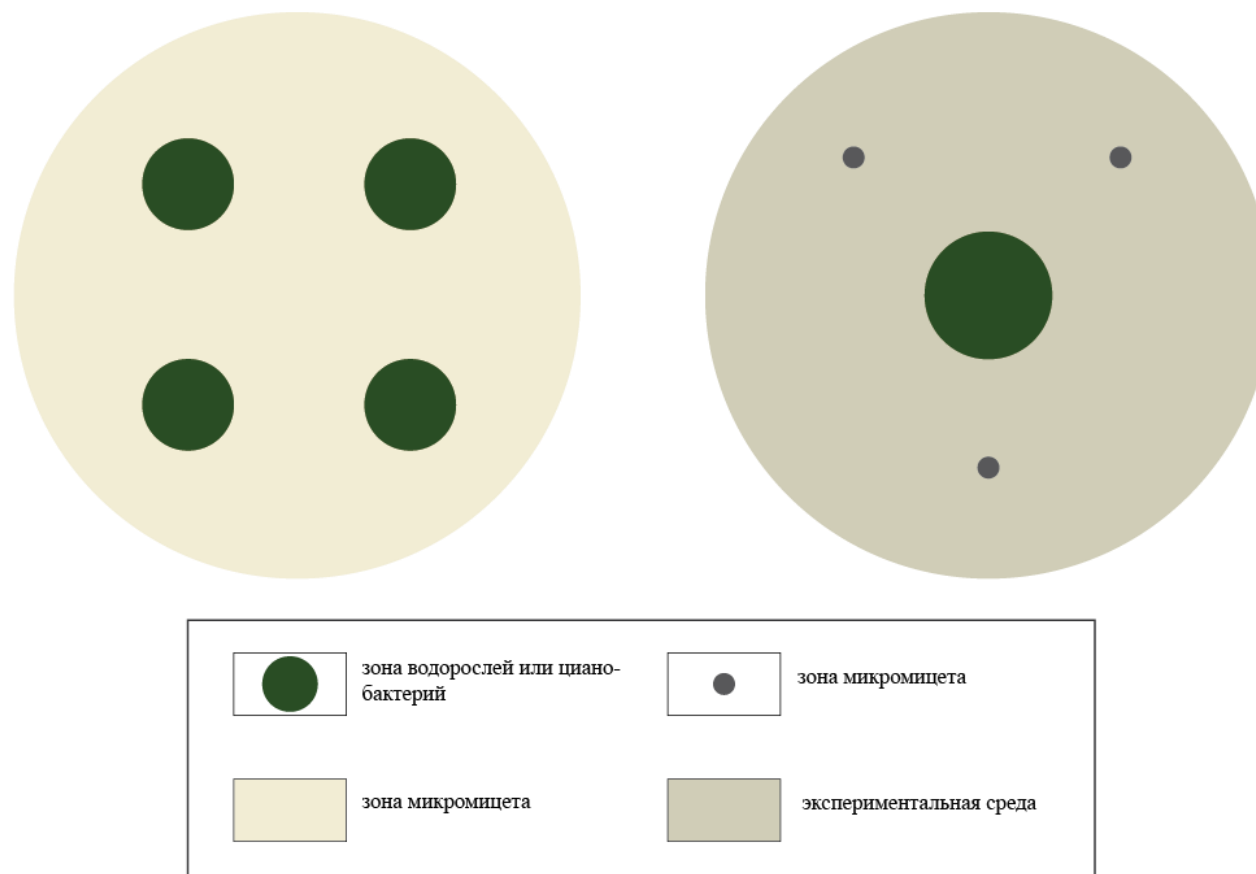 зона водорослей или циано-
бактерий
зона микромицета
зона микромицета
экспериментальная среда